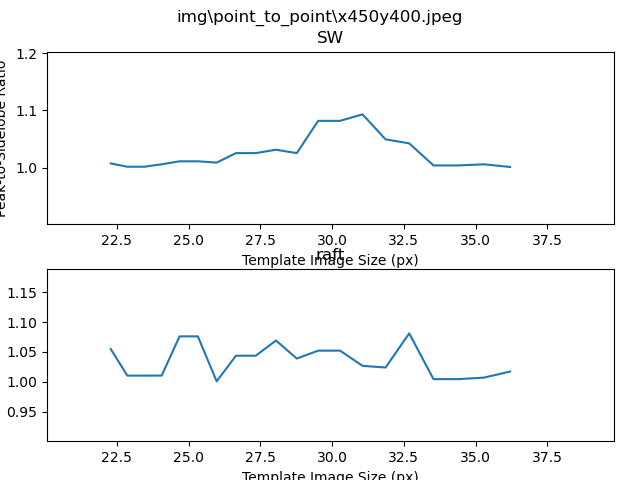 img\point_to_point\x450y400.jpeg
SW
1.2
1.1
1.0
Peak-to-Sidelobe Ratio
22.5 25.0 27.5 30.0 32.5 35.0 37.5
Template Image Size (px)
raft
1.15
1.10
1.05
1.00
0.95
22.5 25.0 27.5 30.0 32.5 35.0 37.5
Template Image Size (px)